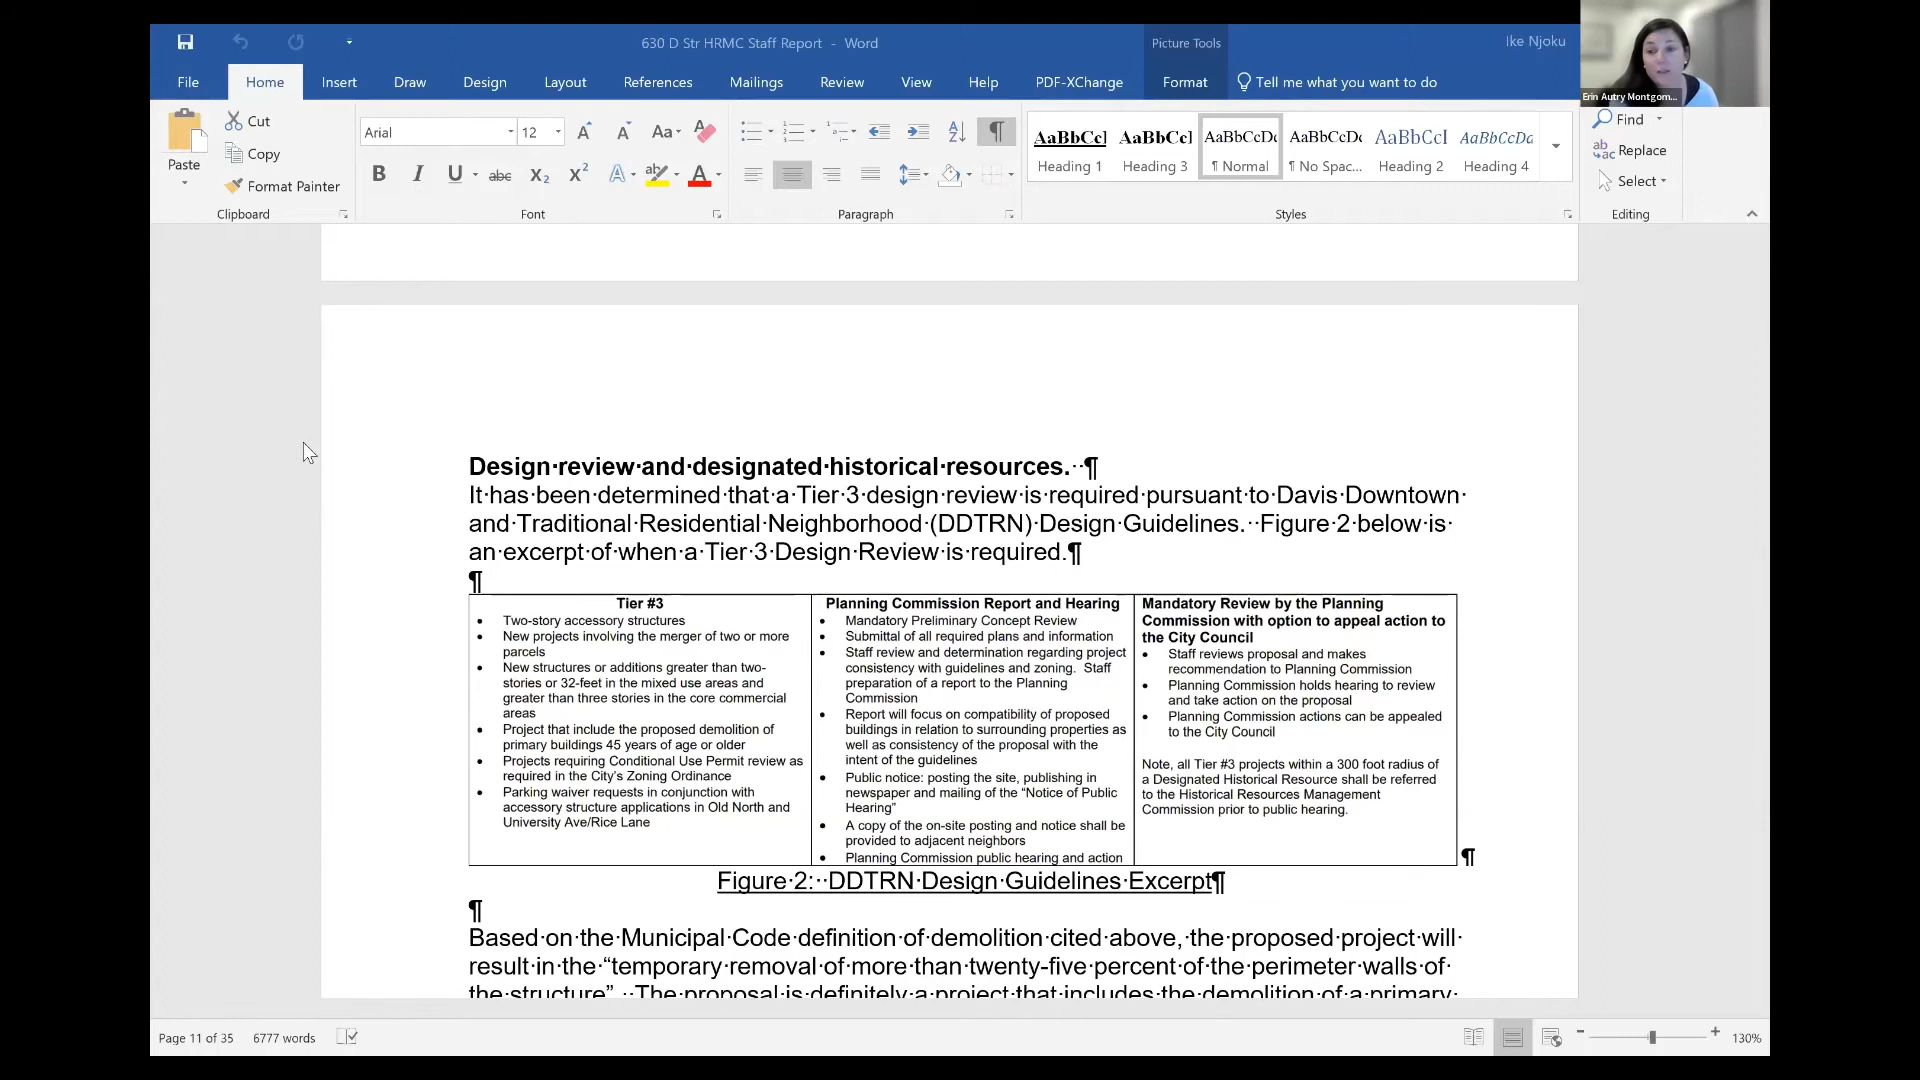 630 D Str HRMC Staff Report - Word
Picture Tools
Ike Njoku
File Home Insert Draw Design Layout References Mailings Review View Help PDF-XChange Format Tell me what you want to do
Erin Autry Montgom...
Paste
Cut
Copy
Format Painter
Clipboard
Arial 12
Font
Paragraph
AaBbCcI AaBbCcI AaBbCcDc AaBbCcDc AaBbCcI AaBbCcDc
Heading 1 Heading 3 ¶ Normal ¶ No Spac... Heading 2 Heading 4
Styles
Find
Replace
Select
Editing
Design review and designated historical resources. ¶
It has been determined that a Tier 3 design review is required pursuant to Davis Downtown
and Traditional Residential Neighborhood (DDTRN) Design Guidelines. Figure 2 below is
an excerpt of when a Tier 3 Design Review is required.¶
¶
Tier #3
• Two-story accessory structures
• New projects involving the merger of two or more
parcels
• New structures or additions greater than two-
stories or 32-feet in the mixed use areas and
greater than three stories in the core commercial
areas
• Project that include the proposed demolition of
primary buildings 45 years of age or older
• Projects requiring Conditional Use Permit review as
required in the City's Zoning Ordinance
• Parking waiver requests in conjunction with
accessory structure applications in Old North and
University Ave/Rice Lane
Planning Commission Report and Hearing
• Mandatory Preliminary Concept Review
• Submittal of all required plans and information
• Staff review and determination regarding project
consistency with guidelines and zoning. Staff
preparation of a report to the Planning
Commission
• Report will focus on compatibility of proposed
buildings in relation to surrounding properties as
well as consistency of the proposal with the
intent of the guidelines
• Public notice: posting the site, publishing in
newspaper and mailing of the “Notice of Public
Hearing”
• A copy of the on-site posting and notice shall be
provided to adjacent neighbors
• Planning Commission public hearing and action
Mandatory Review by the Planning
Commission with option to appeal action to
the City Council
• Staff reviews proposal and makes
recommendation to Planning Commission
• Planning Commission holds hearing to review
and take action on the proposal
• Planning Commission actions can be appealed
to the City Council
Note, all Tier #3 projects within a 300 foot radius of
a Designated Historical Resource shall be referred
to the Historical Resources Management
Commission prior to public hearing.
¶
Figure 2: DDTRN Design Guidelines Excerpt¶
¶
Based on the Municipal Code definition of demolition cited above, the proposed project will
result in the “temporary removal of more than twenty-five percent of the perimeter walls of
the structure”. The proposal is definitely a project that includes the demolition of a primary
Page 11 of 35 6777 words
130%